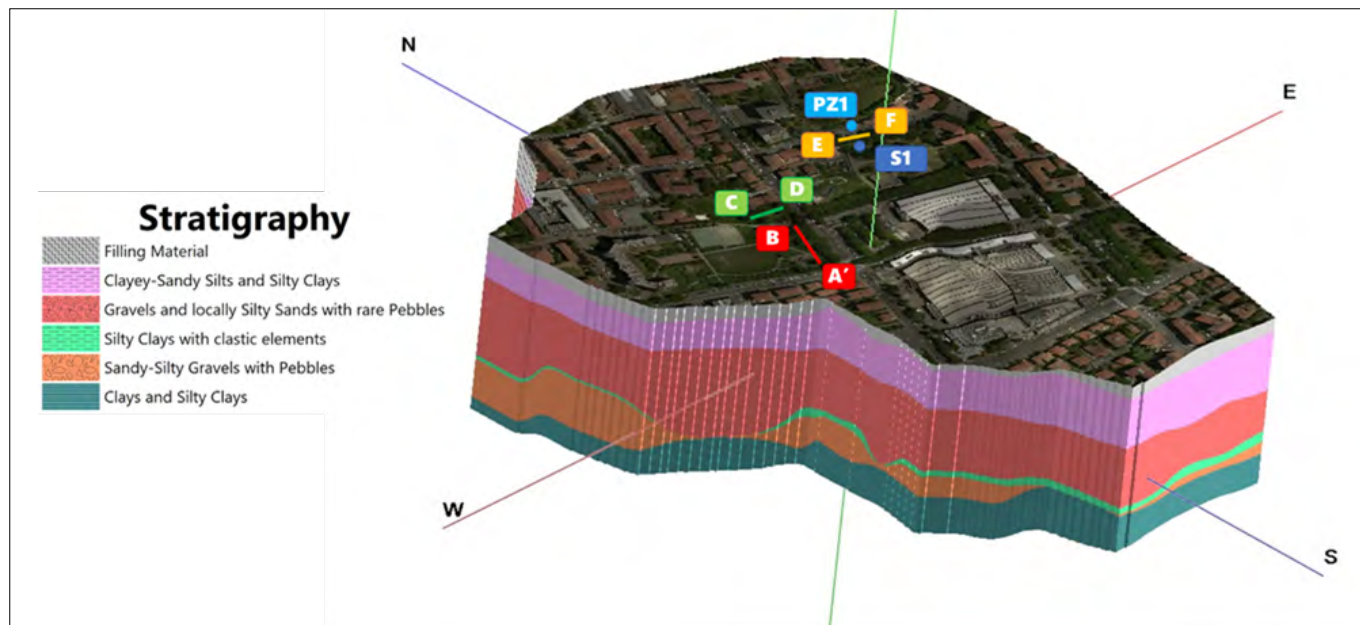 N
E
PZ1
F
E
S1
D
C
B
A′
Stratigraphy
Filling Material
Clayey-Sandy Silts and Silty Clays
Gravels and locally Silty Sands with rare Pebbles
Silty Clays with clastic elements
Sandy-Silty Gravels with Pebbles
Clays and Silty Clays
W
S